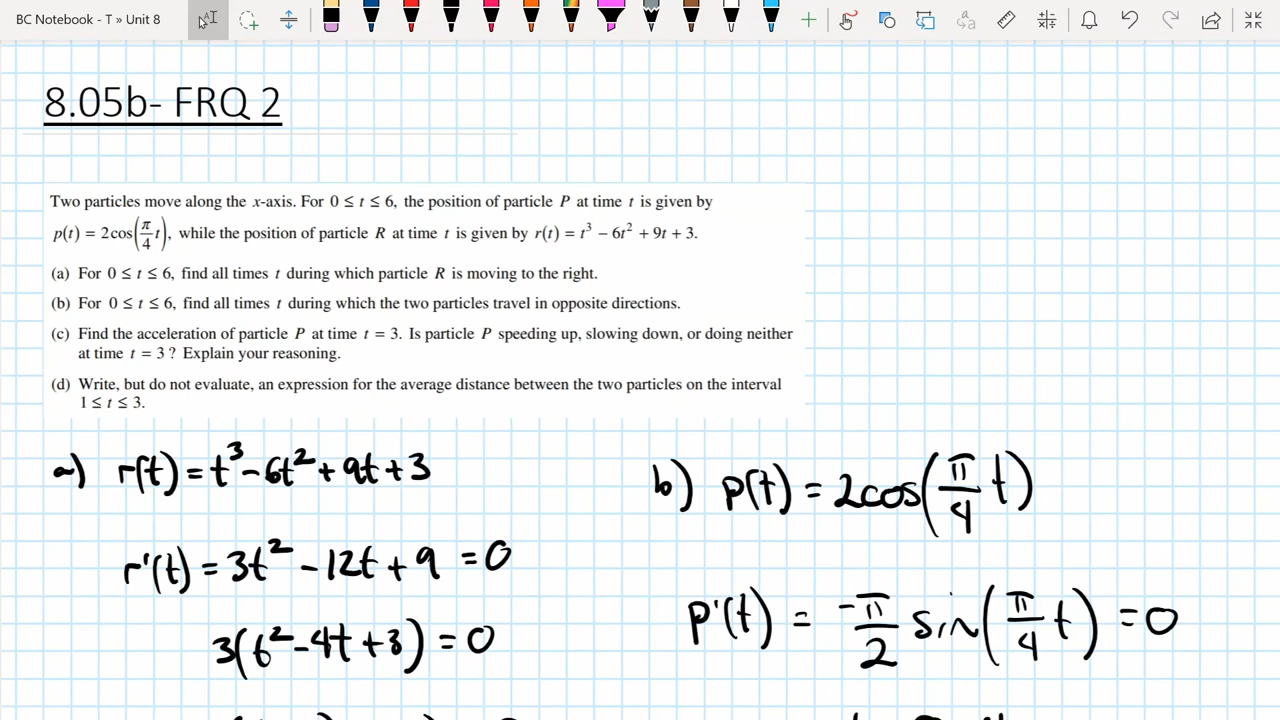 BC Notebook - T » Unit 8
8.05b- FRQ 2
Two particles move along the x-axis. For 0 ≤ t ≤ 6, the position of particle P at time t is given by
p(t) = 2cos(π/4 t), while the position of particle R at time t is given by r(t) = t³ − 6t² + 9t + 3.
(a) For 0 ≤ t ≤ 6, find all times t during which particle R is moving to the right.
(b) For 0 ≤ t ≤ 6, find all times t during which the two particles travel in opposite directions.
(c) Find the acceleration of particle P at time t = 3. Is particle P speeding up, slowing down, or doing neither
at time t = 3 ? Explain your reasoning.
(d) Write, but do not evaluate, an expression for the average distance between the two particles on the interval
1 ≤ t ≤ 3.
a) r(t) = t³ - 6t² + 9t + 3
r'(t) = 3t² - 12t + 9 = 0
3(t² - 4t + 3) = 0
b) p(t) = 2cos(π/4 t)
p'(t) = -π/2 sin(π/4 t) = 0